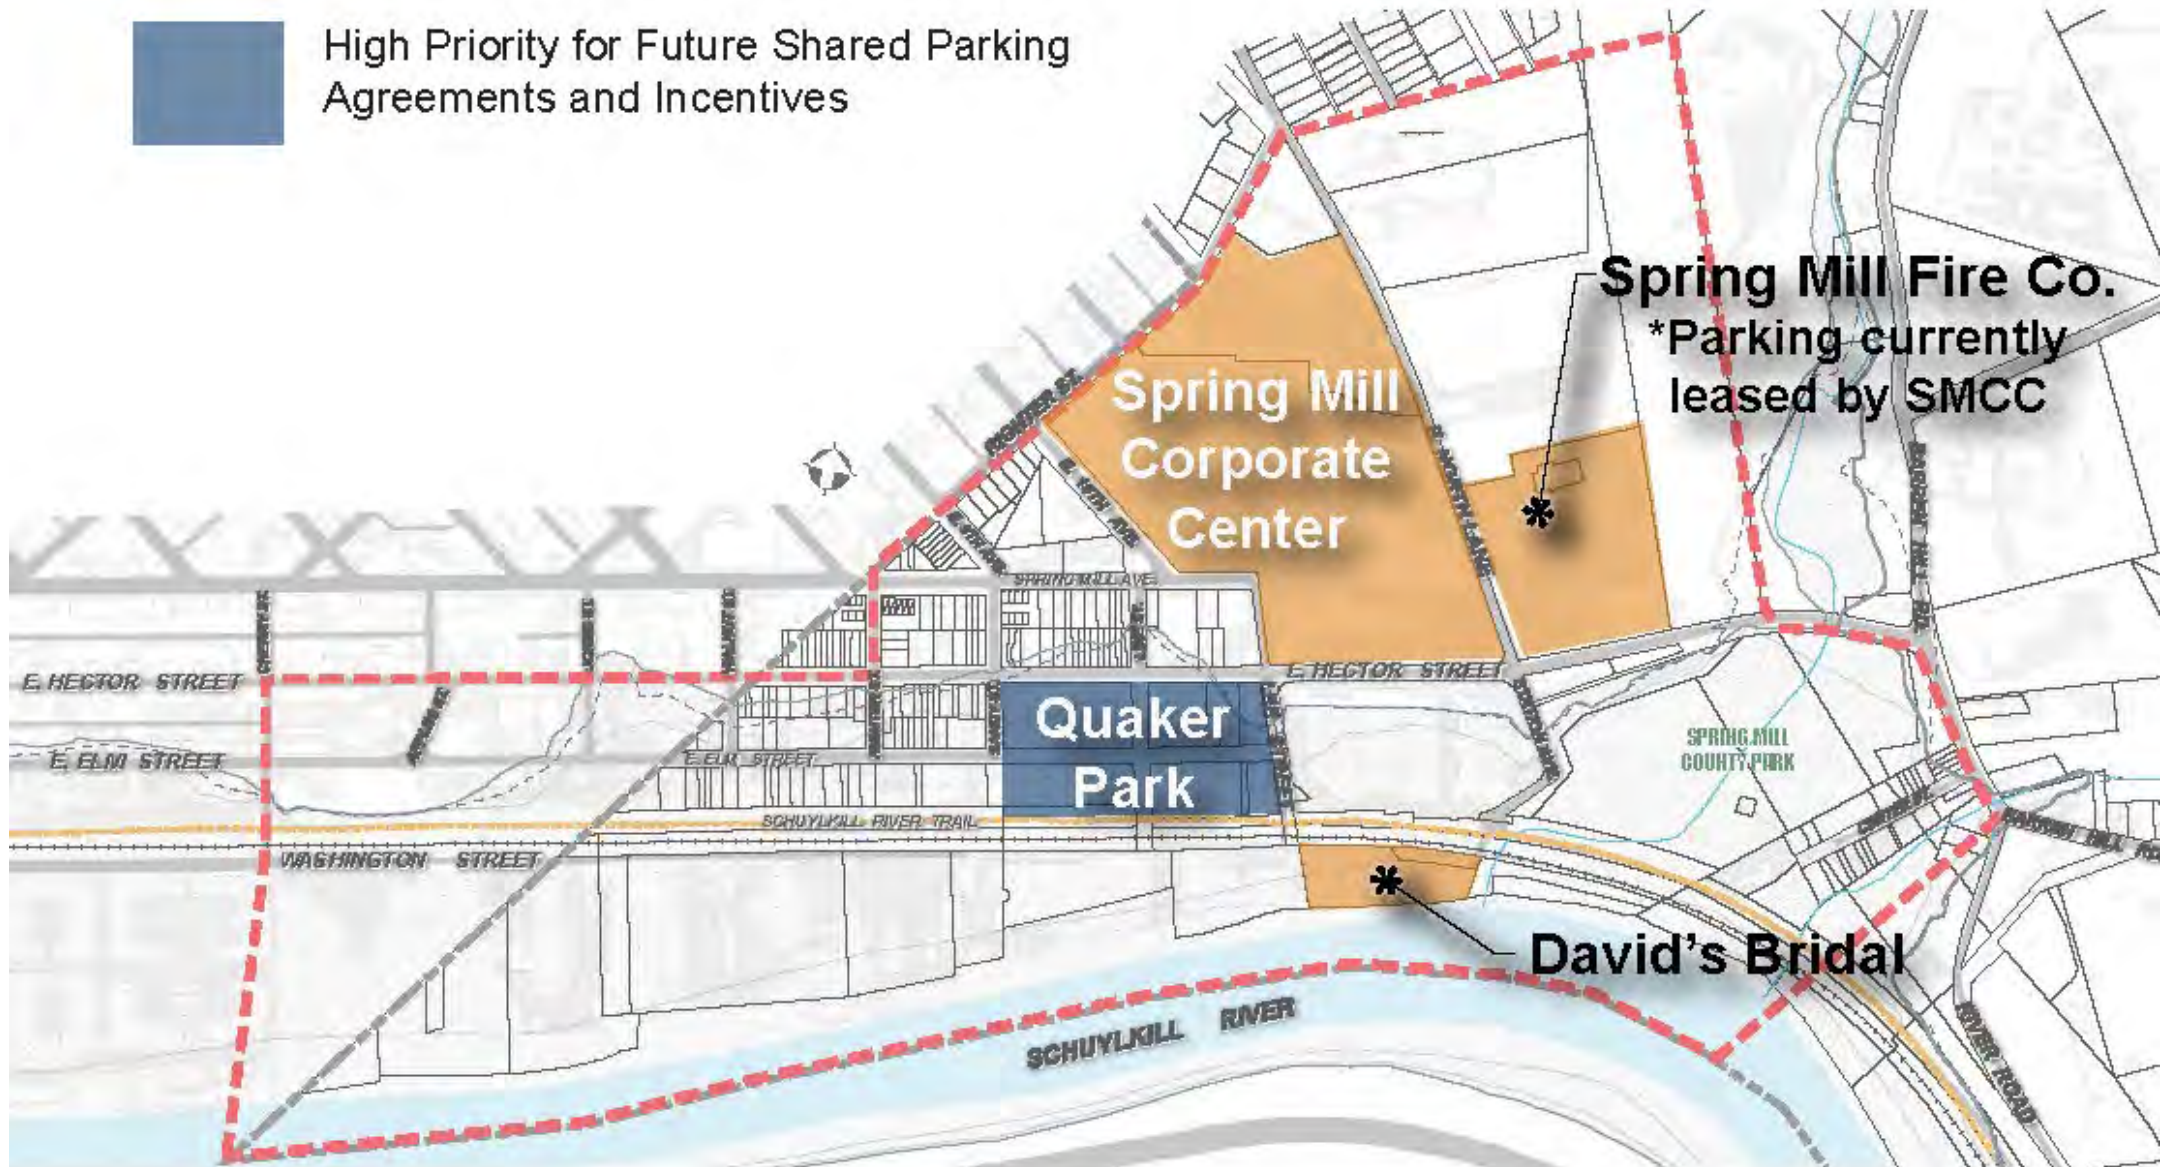 High Priority for Future Shared Parking
Agreements and Incentives
Spring Mill Fire Co.
*Parking currently
leased by SMCC
Spring Mill
Corporate
Center
SPRING MILL AVE
E. HECTOR STREET
E. HECTOR STREET
Quaker
Park
SPRING MILL
COUNTY PARK
E. ELM STREET
E. ELM STREET
SCHUYLKILL RIVER TRAIL
WASHINGTON STREET
David's Bridal
SCHUYLKILL RIVER
RIVER ROAD